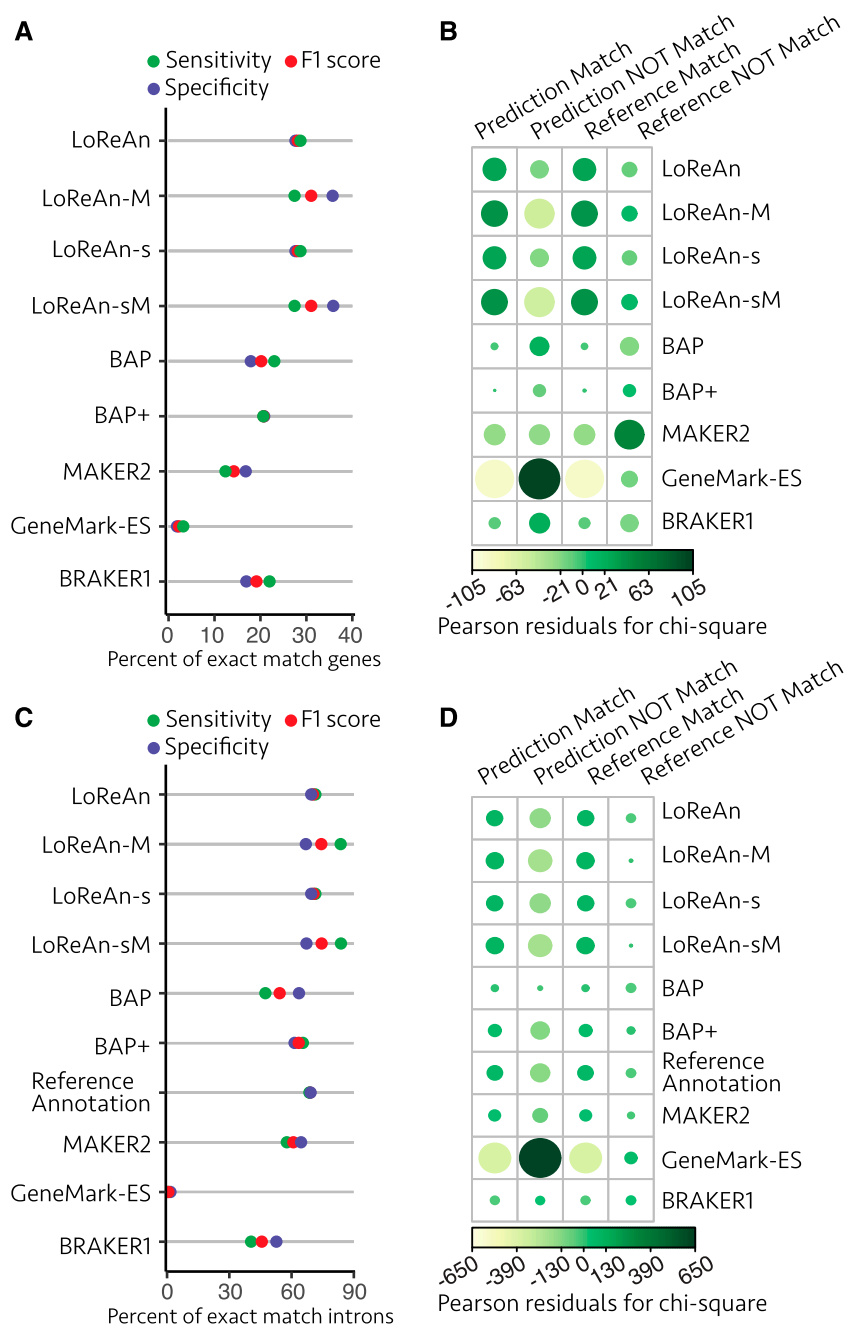 A
Sensitivity F1 score
Specificity
LoReAn
LoReAn-M
LoReAn-s
LoReAn-sM
BAP
BAP+
MAKER2
GeneMark-ES
BRAKER1
0 10 20 30 40
Percent of exact match genes
B
Prediction Match
Prediction NOT Match
Reference Match
Reference NOT Match
LoReAn
LoReAn-M
LoReAn-s
LoReAn-sM
BAP
BAP+
MAKER2
GeneMark-ES
BRAKER1
-105 -63 -21 0 21 63 105
Pearson residuals for chi-square
C
Sensitivity F1 score
Specificity
LoReAn
LoReAn-M
LoReAn-s
LoReAn-sM
BAP
BAP+
Reference
Annotation
MAKER2
GeneMark-ES
BRAKER1
0 30 60 90
Percent of exact match introns
D
Prediction Match
Prediction NOT Match
Reference Match
Reference NOT Match
LoReAn
LoReAn-M
LoReAn-s
LoReAn-sM
BAP
BAP+
Reference
Annotation
MAKER2
GeneMark-ES
BRAKER1
-650 -390 -130 0 130 390 650
Pearson residuals for chi-square